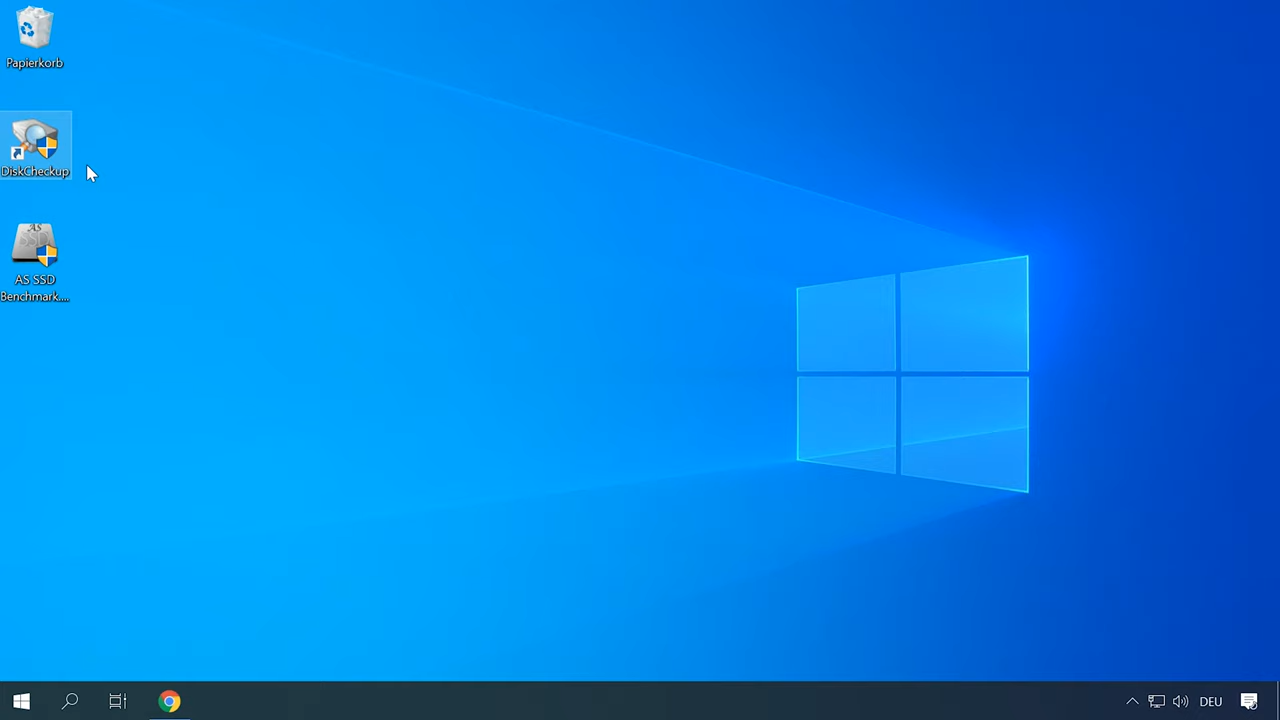 Papierkorb
DiskCheckup
AS SSD
Benchmark....
DEU